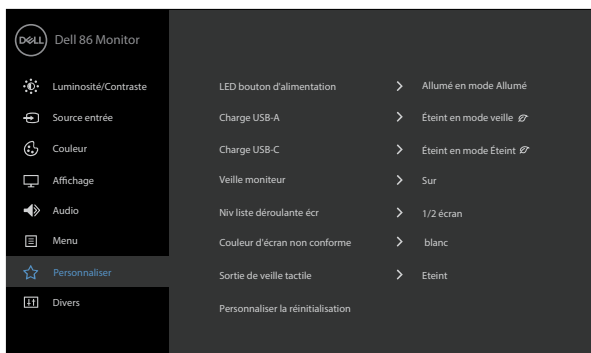 DELL Dell 86 Monitor
Luminosité/Contraste
Source entrée
Couleur
Affichage
Audio
Menu
Personnaliser
Divers
LED bouton d'alimentation > Allumé en mode Allumé
Charge USB-A > Éteint en mode veille
Charge USB-C > Éteint en mode Éteint
Veille moniteur > Sur
Niv liste déroulante écr > 1/2 écran
Couleur d'écran non conforme > blanc
Sortie de veille tactile > Eteint
Personnaliser la réinitialisation